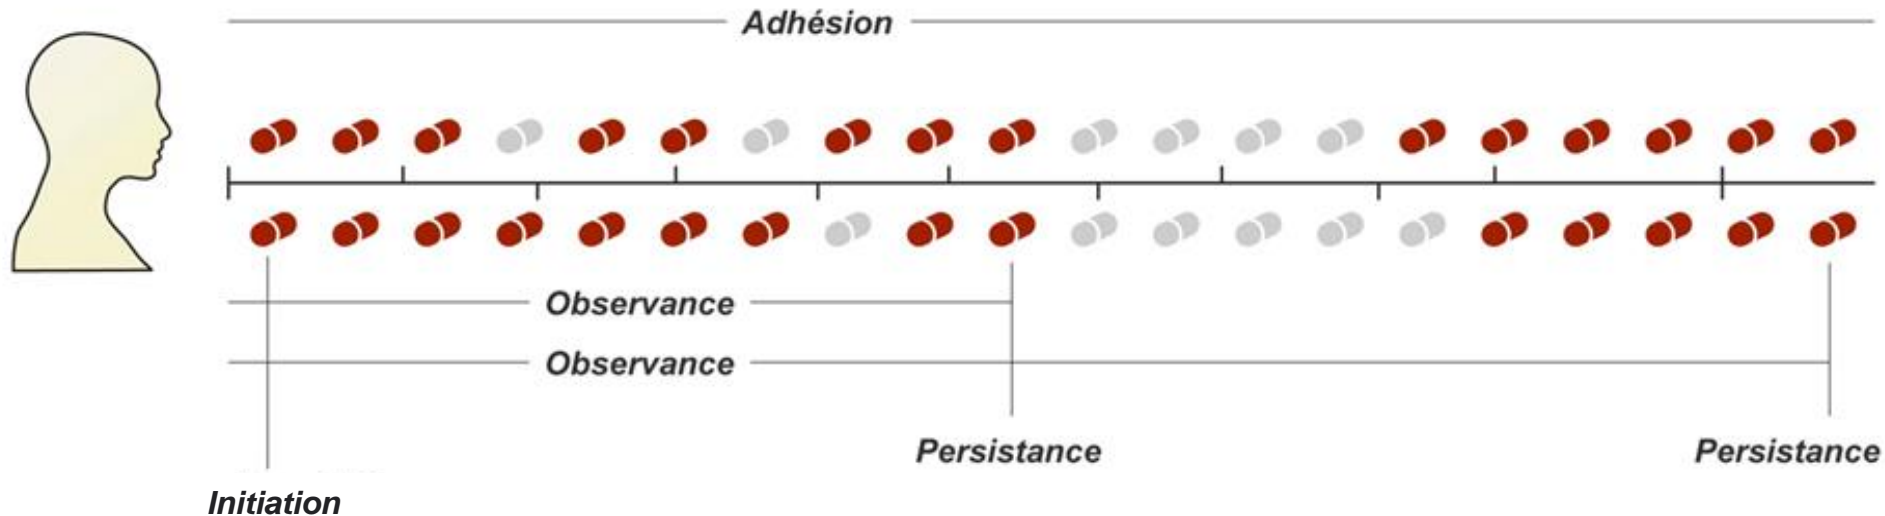 Adhésion
Observance
Observance
Persistance
Persistance
Initiation